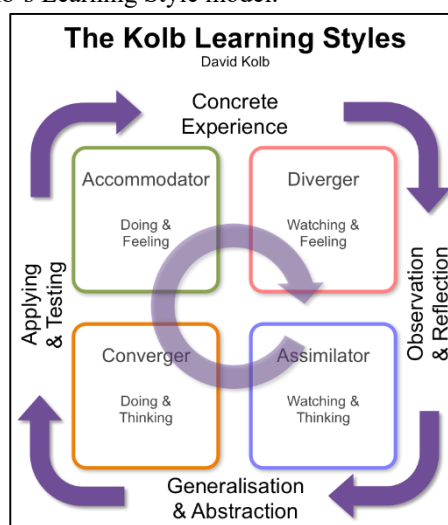 b's Learning Style model.
The Kolb Learning Styles
David Kolb
Concrete
Experience
Accommodator
Doing &
Feeling
Diverger
Watching &
Feeling
Applying
& Testing
Observation
& Reflection
Converger
Doing &
Thinking
Assimilator
Watching &
Thinking
Generalisation
& Abstraction